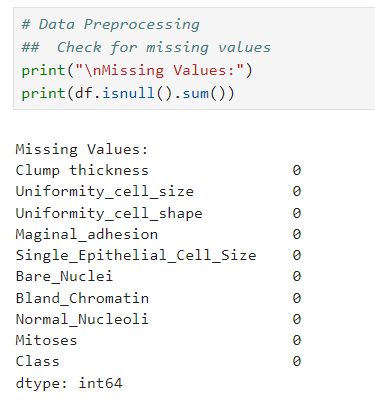 # Data Preprocessing
##  Check for missing values
print("\nMissing Values:")
print(df.isnull().sum())
Missing Values:
Clump thickness                0
Uniformity_cell_size           0
Uniformity_cell_shape          0
Maginal_adhesion               0
Single_Epithelial_Cell_Size    0
Bare_Nuclei                    0
Bland_Chromatin                0
Normal_Nucleoli                0
Mitoses                        0
Class                          0
dtype: int64